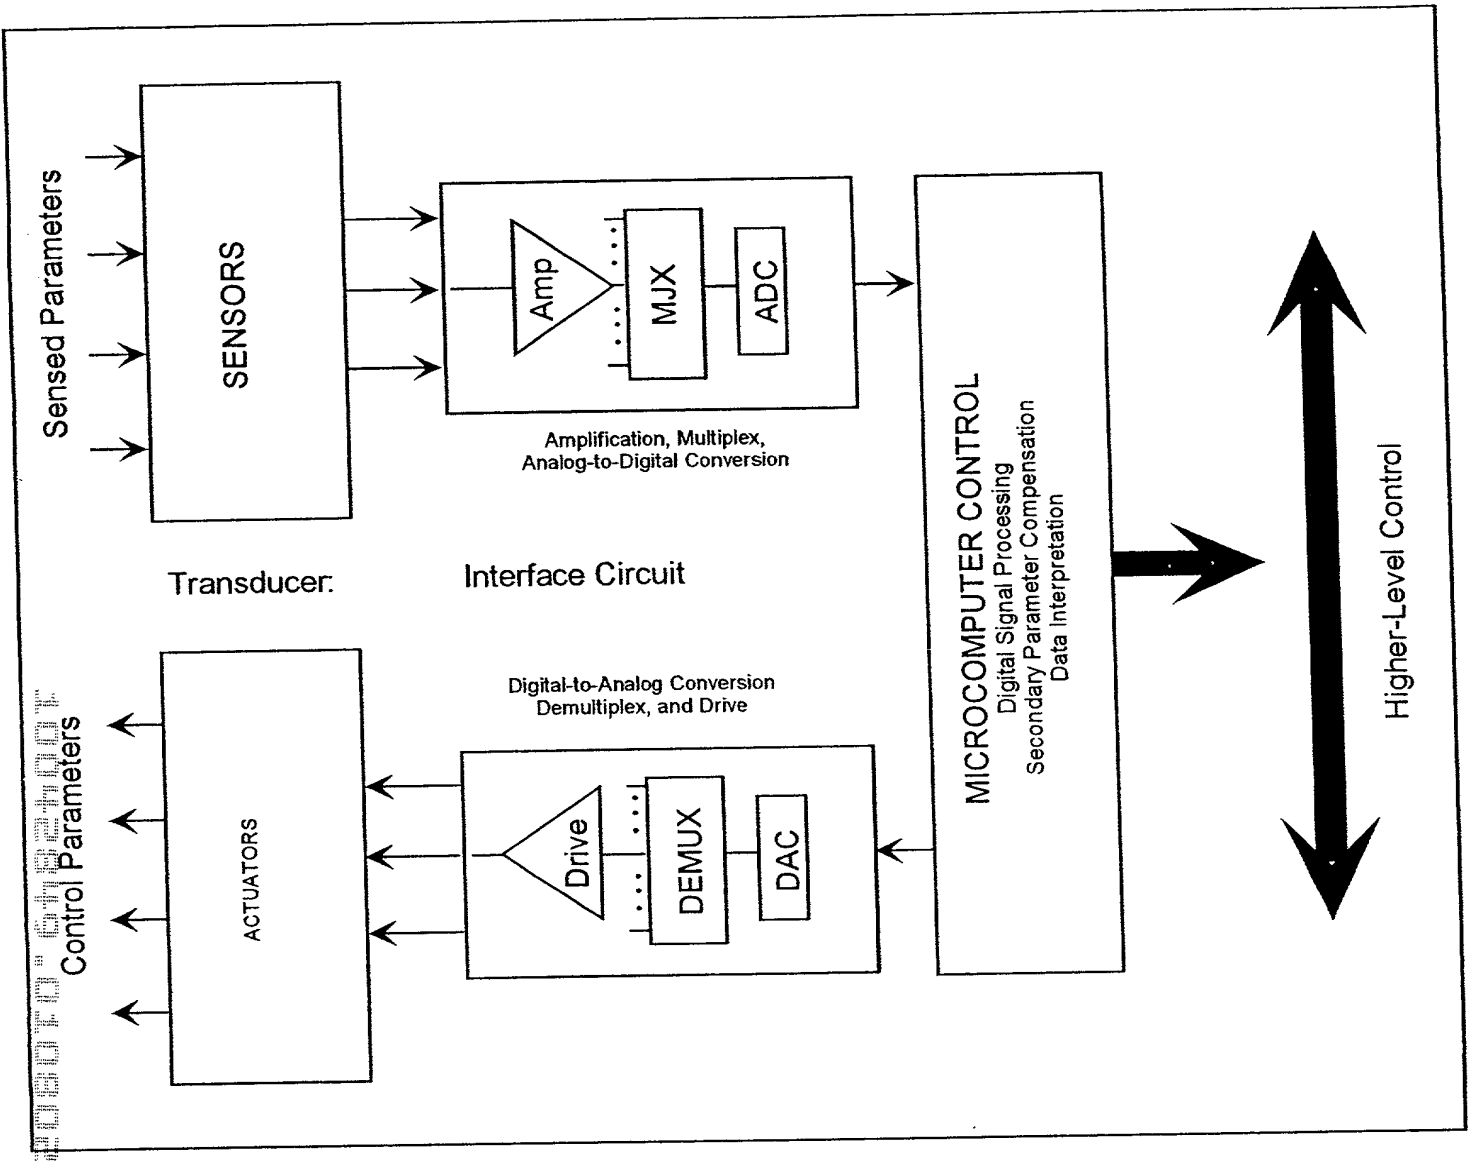 Sensed Parameters
SENSORS
Amp
MJX
ADC
Amplification, Multiplex,
Analog-to-Digital Conversion
Transducer:
Interface Circuit
MICROCOMPUTER CONTROL
Digital Signal Processing
Secondary Parameter Compensation
Data Interpretation
Higher-Level Control
Digital-to-Analog Conversion
Demultiplex, and Drive
Control Parameters
ACTUATORS
Drive
DEMUX
DAC